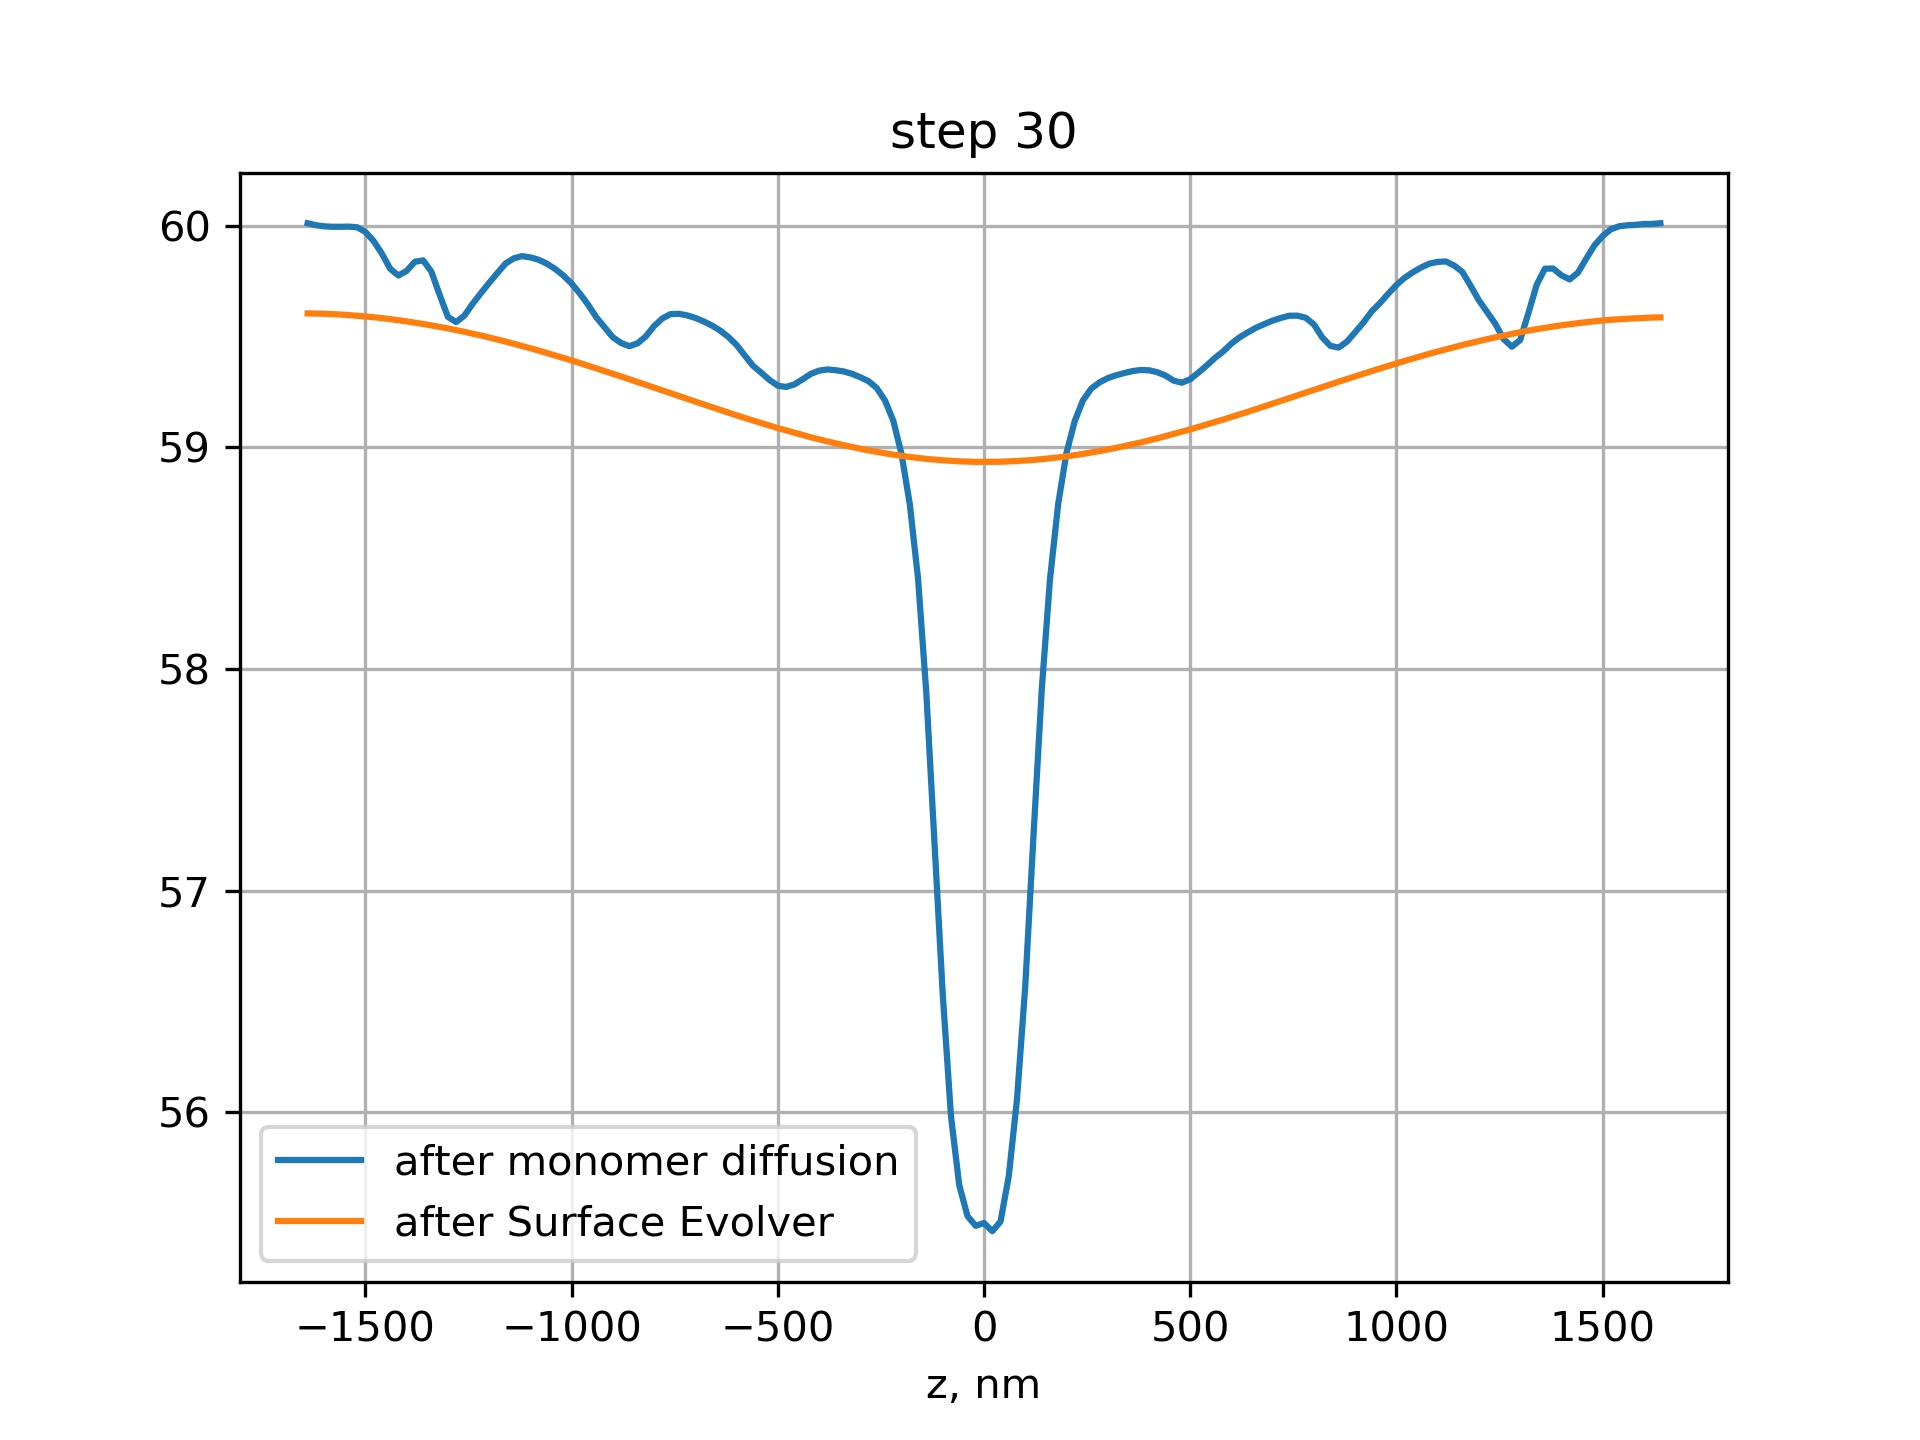 step 30
60
59
58
57
56
after monomer diffusion
after Surface Evolver
−1500 −1000 −500 0 500 1000 1500
z, nm